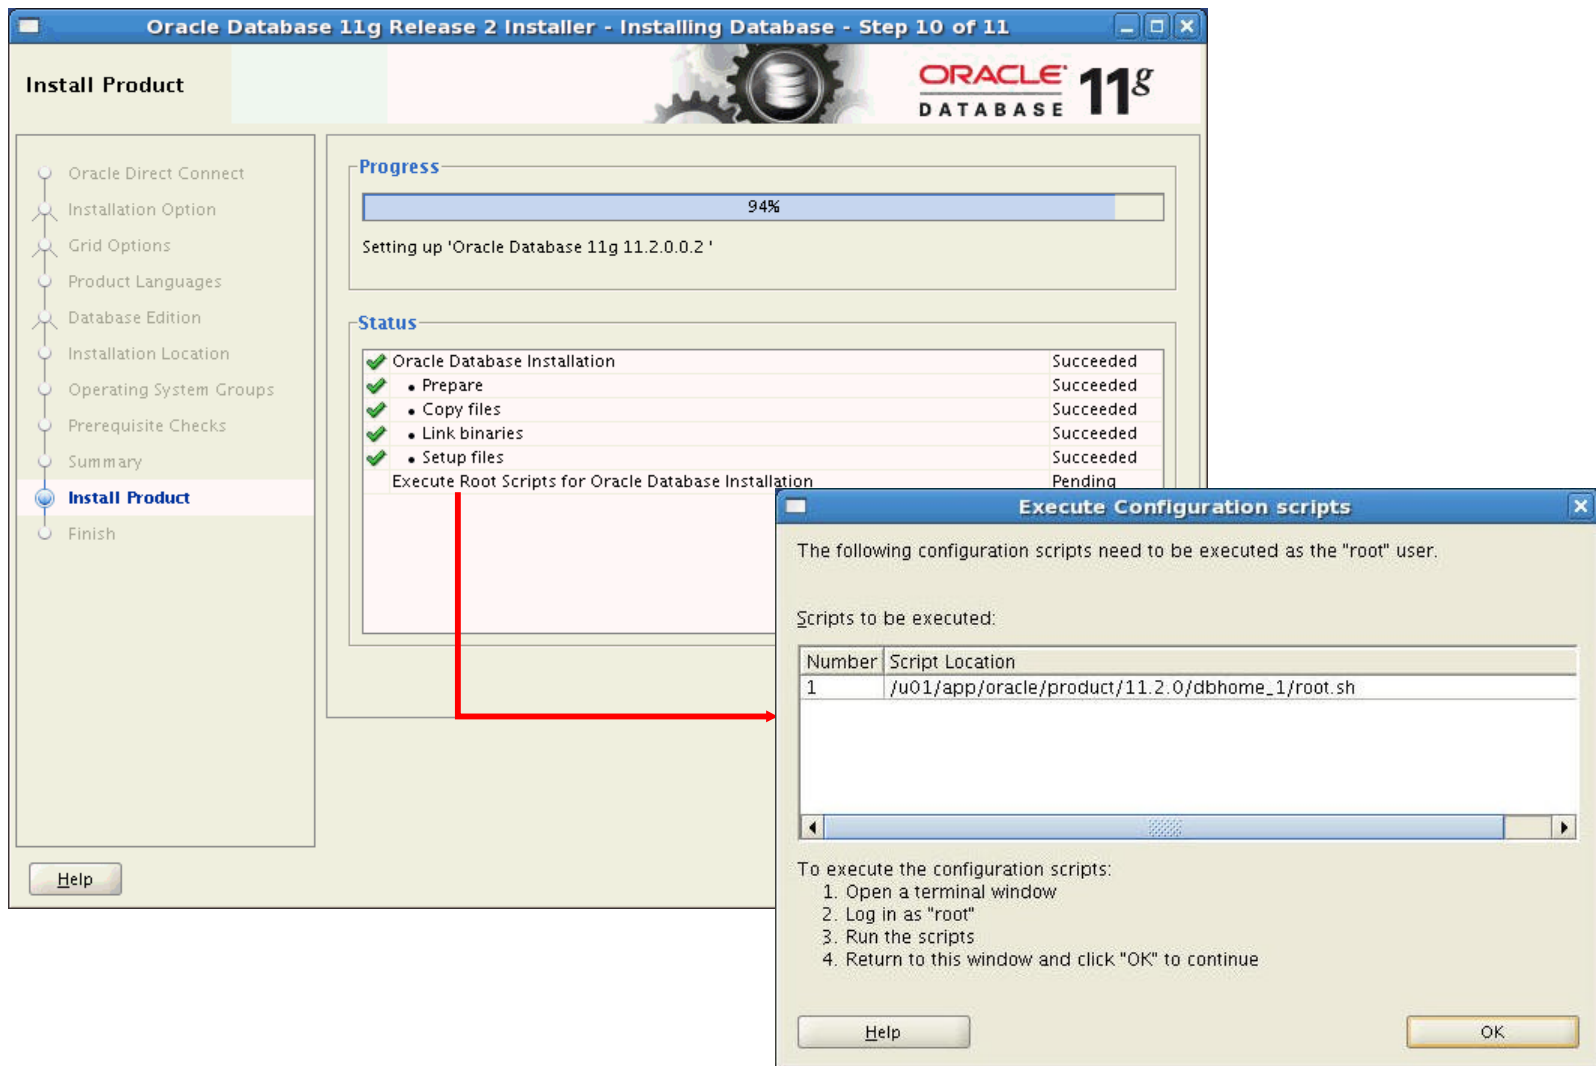 Oracle Database 11g Release 2 Installer - Installing Database - Step 10 of 11
Install Product
ORACLE
DATABASE
11g
Oracle Direct Connect
Installation Option
Grid Options
Product Languages
Database Edition
Installation Location
Operating System Groups
Prerequisite Checks
Summary
Install Product
Finish
Help
Progress
94%
Setting up 'Oracle Database 11g 11.2.0.0.2 '
Status
Oracle Database Installation Succeeded
• Prepare Succeeded
• Copy files Succeeded
• Link binaries Succeeded
• Setup files Succeeded
Execute Root Scripts for Oracle Database Installation Pending
Execute Configuration scripts
The following configuration scripts need to be executed as the "root" user.
Scripts to be executed:
Number Script Location
1 /u01/app/oracle/product/11.2.0/dbhome_1/root.sh
To execute the configuration scripts:
1. Open a terminal window
2. Log in as "root"
3. Run the scripts
4. Return to this window and click "OK" to continue
Help
OK